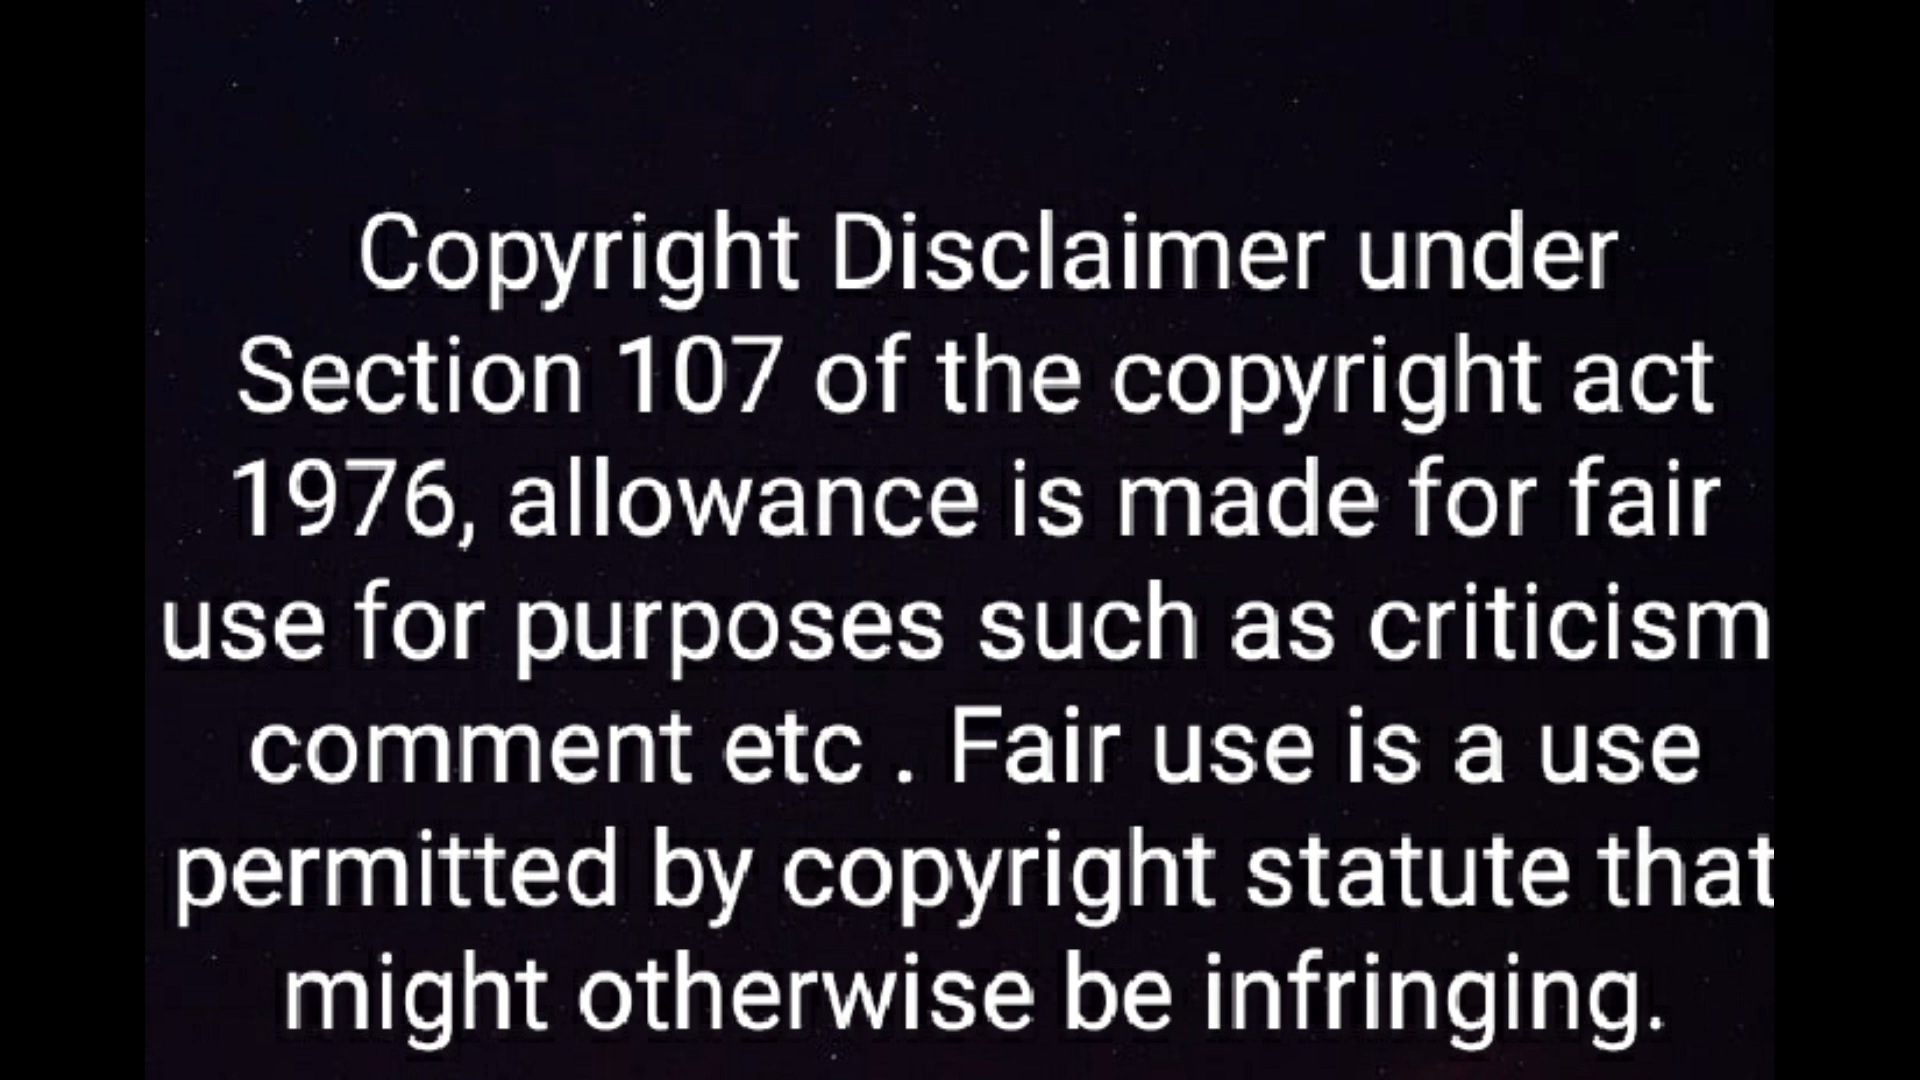 Copyright Disclaimer under
Section 107 of the copyright act
1976, allowance is made for fair
use for purposes such as criticism
comment etc . Fair use is a use
permitted by copyright statute that
might otherwise be infringing.